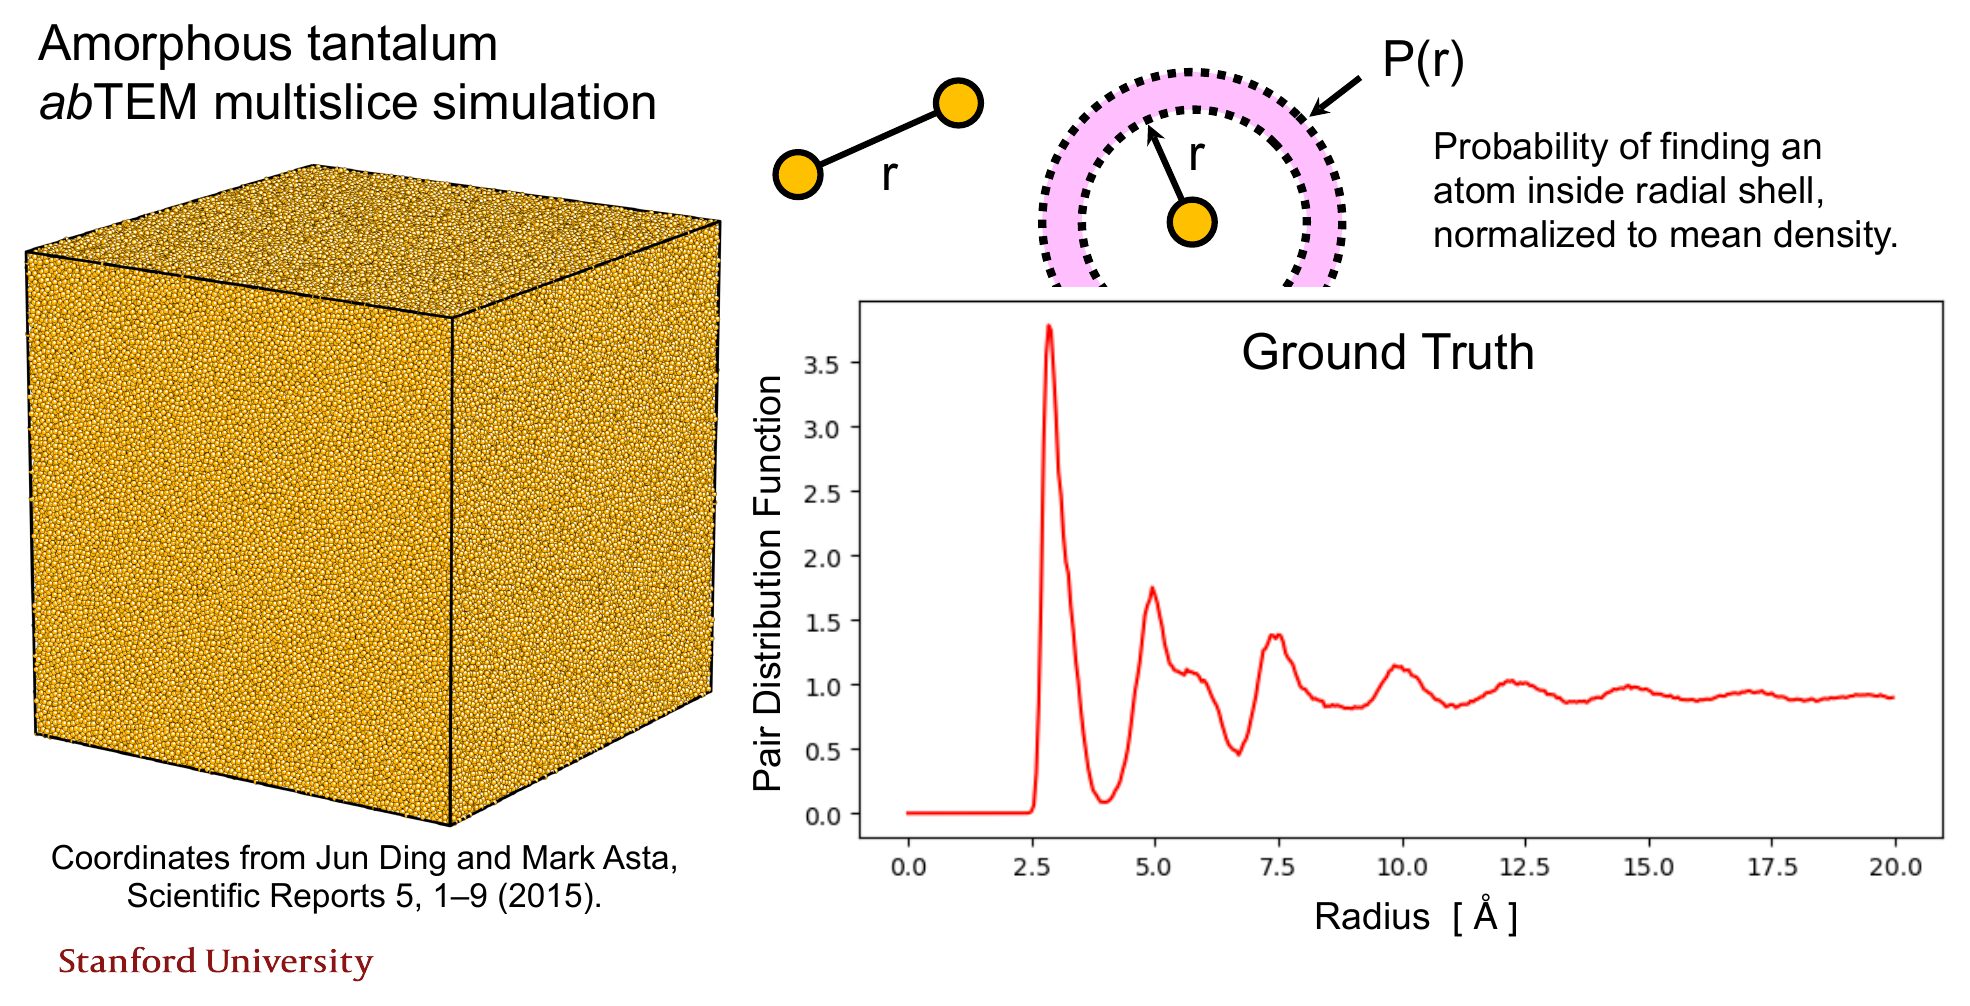 Amorphous tantalum
abTEM multislice simulation
r
P(r)
r
Probability of finding an
atom inside radial shell,
normalized to mean density.
Ground Truth
Pair Distribution Function
3.5
3.0
2.5
2.0
1.5
1.0
0.5
0.0
0.0 2.5 5.0 7.5 10.0 12.5 15.0 17.5 20.0
Radius [ Å ]
Coordinates from Jun Ding and Mark Asta,
Scientific Reports 5, 1–9 (2015).
Stanford University